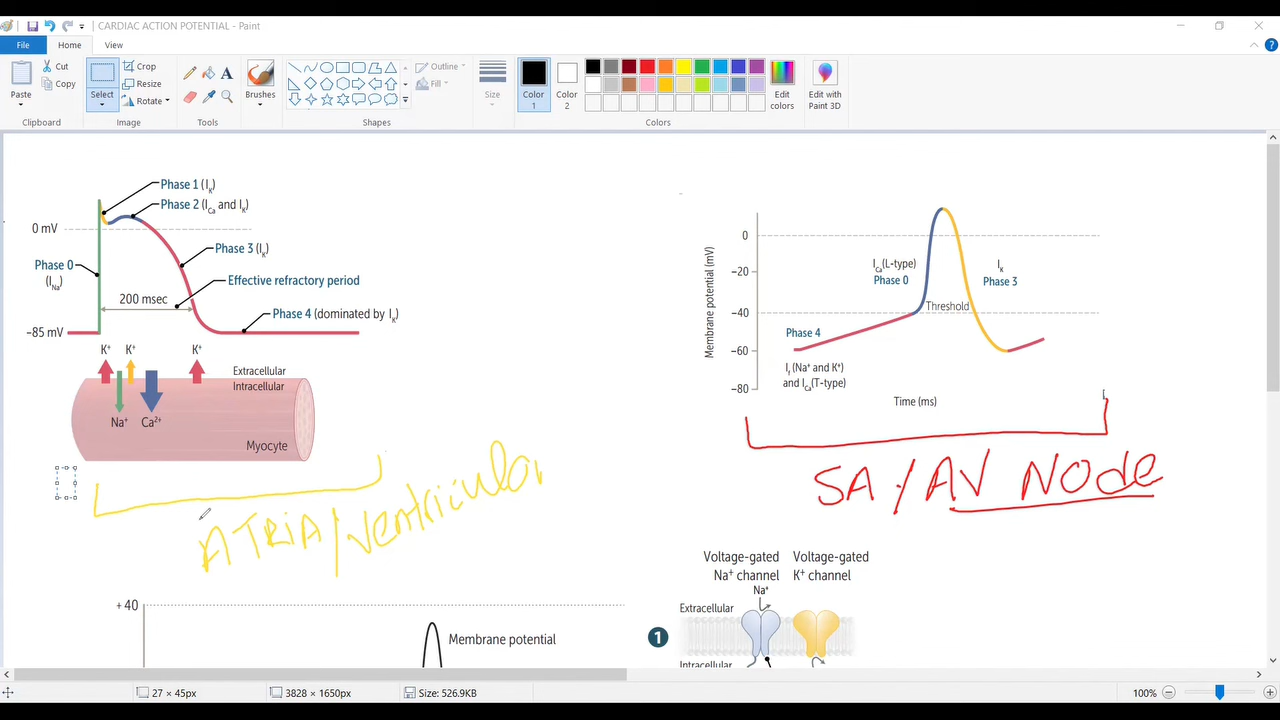 CARDIAC ACTION POTENTIAL - Paint
File Home View
Paste
Cut
Copy
Clipboard
Select
Crop
Resize
Rotate
Image
A
Tools
Brushes
Outline
Fill
Shapes
Size
Color
1
Color
2
Edit
colors
Edit with
Paint 3D
Colors
Phase 1 (IK)
Phase 2 (ICa and IK)
0 mV
Phase 3 (IK)
Phase 0
(INa)
Effective refractory period
200 msec
Phase 4 (dominated by IK)
−85 mV
K+ K+ K+
Extracellular
Intracellular
Na+ Ca2+
Myocyte
ATRIA/ventricular
Membrane potential (mV)
0
−20
−40
−60
−80
ICa(L-type)
Phase 0
IK
Phase 3
Threshold
Phase 4
If (Na+ and K+)
and ICa(T-type)
Time (ms)
SA/AV NODE
+ 40
Membrane potential
Voltage-gated
Na+ channel
Voltage-gated
K+ channel
Na+
Extracellular
1
Intracellular
27 × 45px
3828 × 1650px
Size: 526.9KB
100%